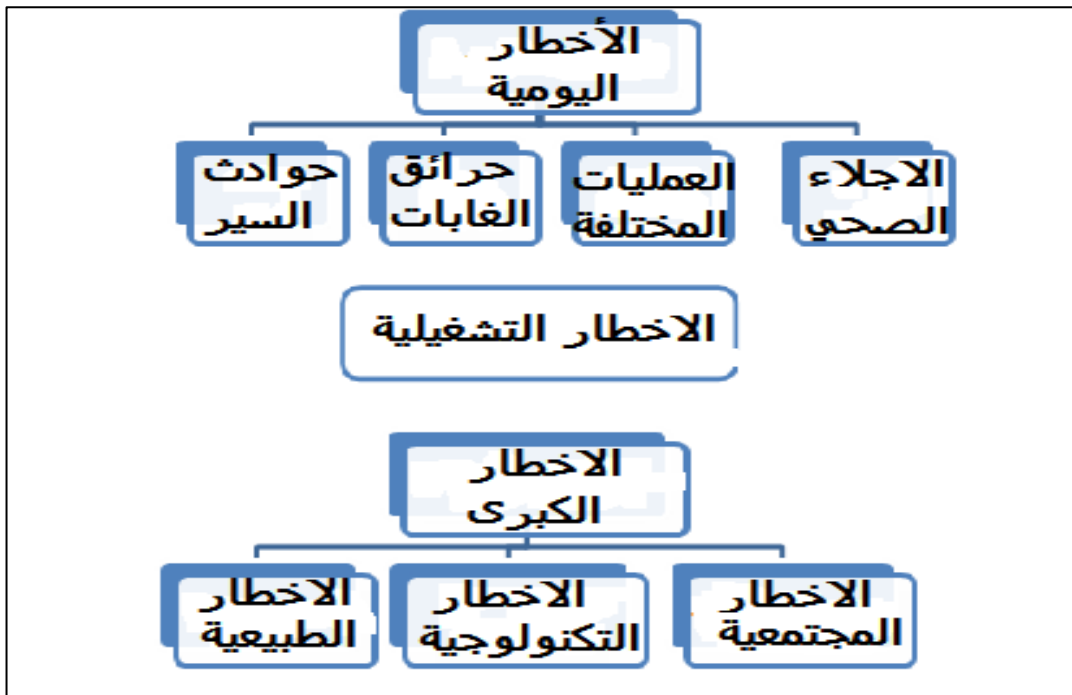 الأخطار
اليومية
الاجلاء
الصحي
العمليات
المختلفة
حرائق
الغابات
حوادث
السير
الاخطار التشغيلية
الاخطار
الكبرى
الاخطار
المجتمعية
الاخطار
التكنولوجية
الاخطار
الطبيعية